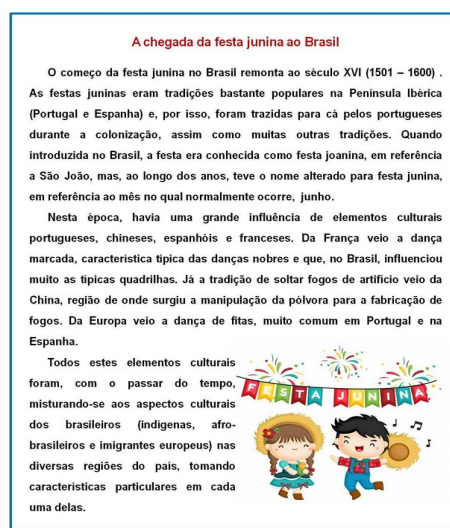 A chegada da festa junina ao Brasil
O começo da festa junina no Brasil remonta ao século XVI (1501 – 1600) .
As festas juninas eram tradições bastante populares na Península Ibérica
(Portugal e Espanha) e, por isso, foram trazidas para cá pelos portugueses
durante a colonização, assim como muitas outras tradições. Quando
introduzida no Brasil, a festa era conhecida como festa joanina, em referência
a São João, mas, ao longo dos anos, teve o nome alterado para festa junina,
em referência ao mês no qual normalmente ocorre, junho.
Nesta época, havia uma grande influência de elementos culturais
portugueses, chineses, espanhóis e franceses. Da França veio a dança
marcada, característica típica das danças nobres e que, no Brasil, influenciou
muito as típicas quadrilhas. Já a tradição de soltar fogos de artifício veio da
China, região de onde surgiu a manipulação da pólvora para a fabricação de
fogos. Da Europa veio a dança de fitas, muito comum em Portugal e na
Espanha.
Todos estes elementos culturais
foram, com o passar do tempo,
misturando-se aos aspectos culturais
dos brasileiros (indígenas, afro-
brasileiros e imigrantes europeus) nas
diversas regiões do país, tomando
características particulares em cada
uma delas.
FESTA JUNINA